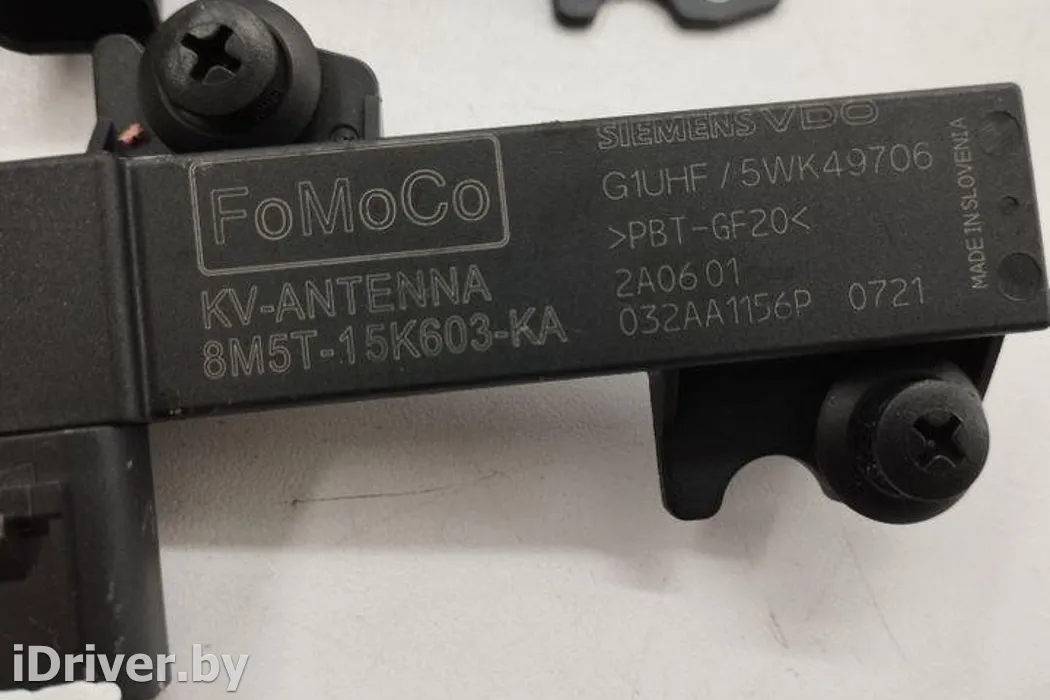 FoMoCo
KV-ANTENNA
8M5T-15K603-KA
SIEMENS VDO
G1UHF / 5WK49706
>PBT-GF20<
2A06 01
032AA1156P 0721
MADE IN SLOVENIA
iDriver.by